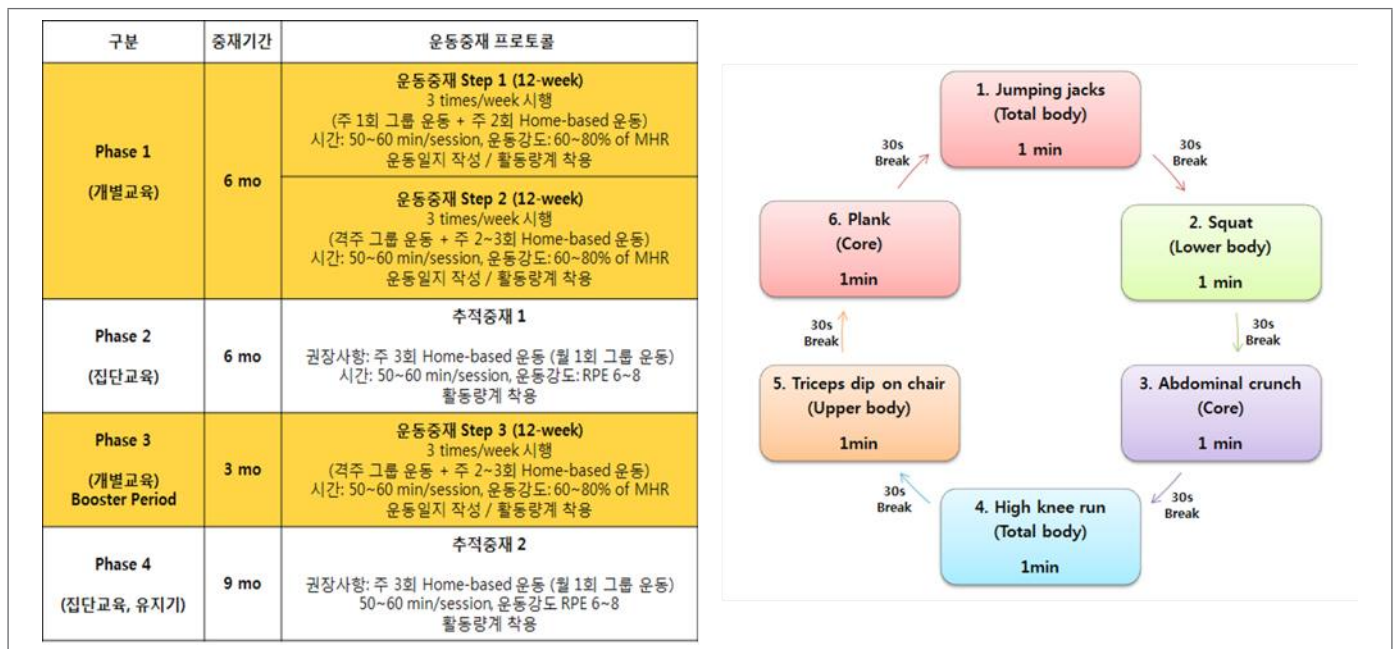 구분 중재기간 운동중재 프로토콜
Phase 1
(개별교육)
6 mo
운동중재 Step 1 (12-week)
3 times/week 시행
(주 1회 그룹 운동 + 주 2회 Home-based 운동)
시간: 50~60 min/session, 운동강도: 60~80% of MHR
운동일지 작성 / 활동량계 착용
운동중재 Step 2 (12-week)
3 times/week 시행
(격주 그룹 운동 + 주 2~3회 Home-based 운동)
시간: 50~60 min/session, 운동강도: 60~80% of MHR
운동일지 작성 / 활동량계 착용
Phase 2
(집단교육)
6 mo
추적중재 1
권장사항: 주 3회 Home-based 운동 (월 1회 그룹 운동)
시간: 50~60 min/session, 운동강도: RPE 6~8
활동량계 착용
Phase 3
(개별교육)
Booster Period
3 mo
운동중재 Step 3 (12-week)
3 times/week 시행
(격주 그룹 운동 + 주 2~3회 Home-based 운동)
시간: 50~60 min/session, 운동강도: 60~80% of MHR
운동일지 작성 / 활동량계 착용
Phase 4
(집단교육, 유지기)
9 mo
추적중재 2
권장사항: 주 3회 Home-based 운동 (월 1회 그룹 운동)
50~60 min/session, 운동강도 RPE 6~8
활동량계 착용
1. Jumping jacks
(Total body)
1 min
30s
Break
2. Squat
(Lower body)
1 min
30s
Break
3. Abdominal crunch
(Core)
1 min
30s
Break
4. High knee run
(Total body)
1min
30s
Break
5. Triceps dip on chair
(Upper body)
1min
30s
Break
6. Plank
(Core)
1min
30s
Break